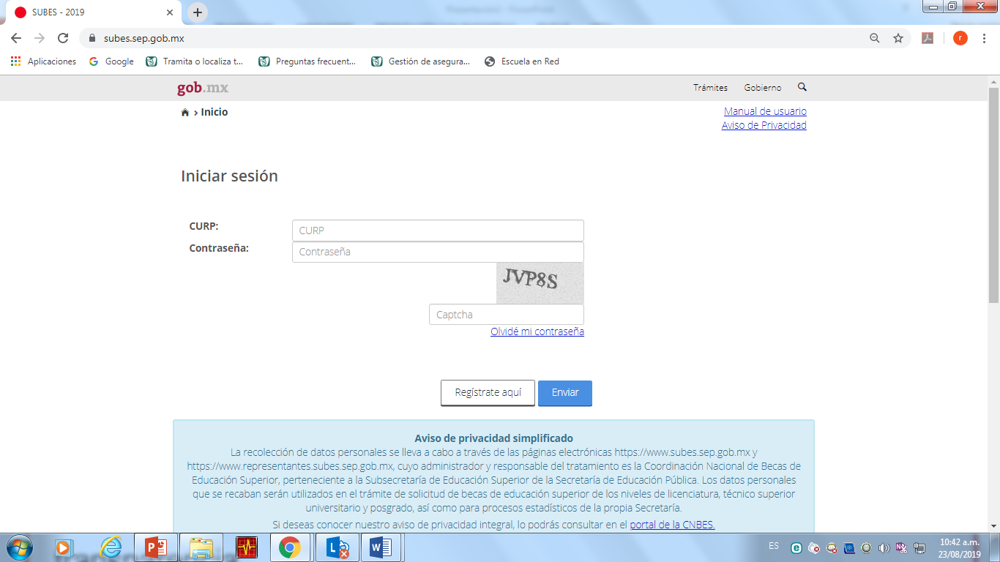 SUBES - 2019
subes.sep.gob.mx
r
Aplicaciones Google Tramita o localiza t... Preguntas frecuent... Gestión de asegura... Escuela en Red
gob.mx
Trámites Gobierno
> Inicio
Manual de usuario
Aviso de Privacidad
Iniciar sesión
CURP: CURP
Contraseña: Contraseña
JVP8S
Captcha
Olvidé mi contraseña
Regístrate aquí Enviar
Aviso de privacidad simplificado
La recolección de datos personales se lleva a cabo a través de las páginas electrónicas https://www.subes.sep.gob.mx y
https://www.representantes.subes.sep.gob.mx, cuyo administrador y responsable del tratamiento es la Coordinación Nacional de Becas de
Educación Superior, perteneciente a la Subsecretaría de Educación Superior de la Secretaría de Educación Pública. Los datos personales
que se recaban serán utilizados en el trámite de solicitud de becas de educación superior de los niveles de licenciatura, técnico superior
universitario y posgrado, así como para procesos estadísticos de la propia Secretaría.
Si deseas conocer nuestro aviso de privacidad integral, lo podrás consultar en el portal de la CNBES.
ES
10:42 a.m.
23/08/2019